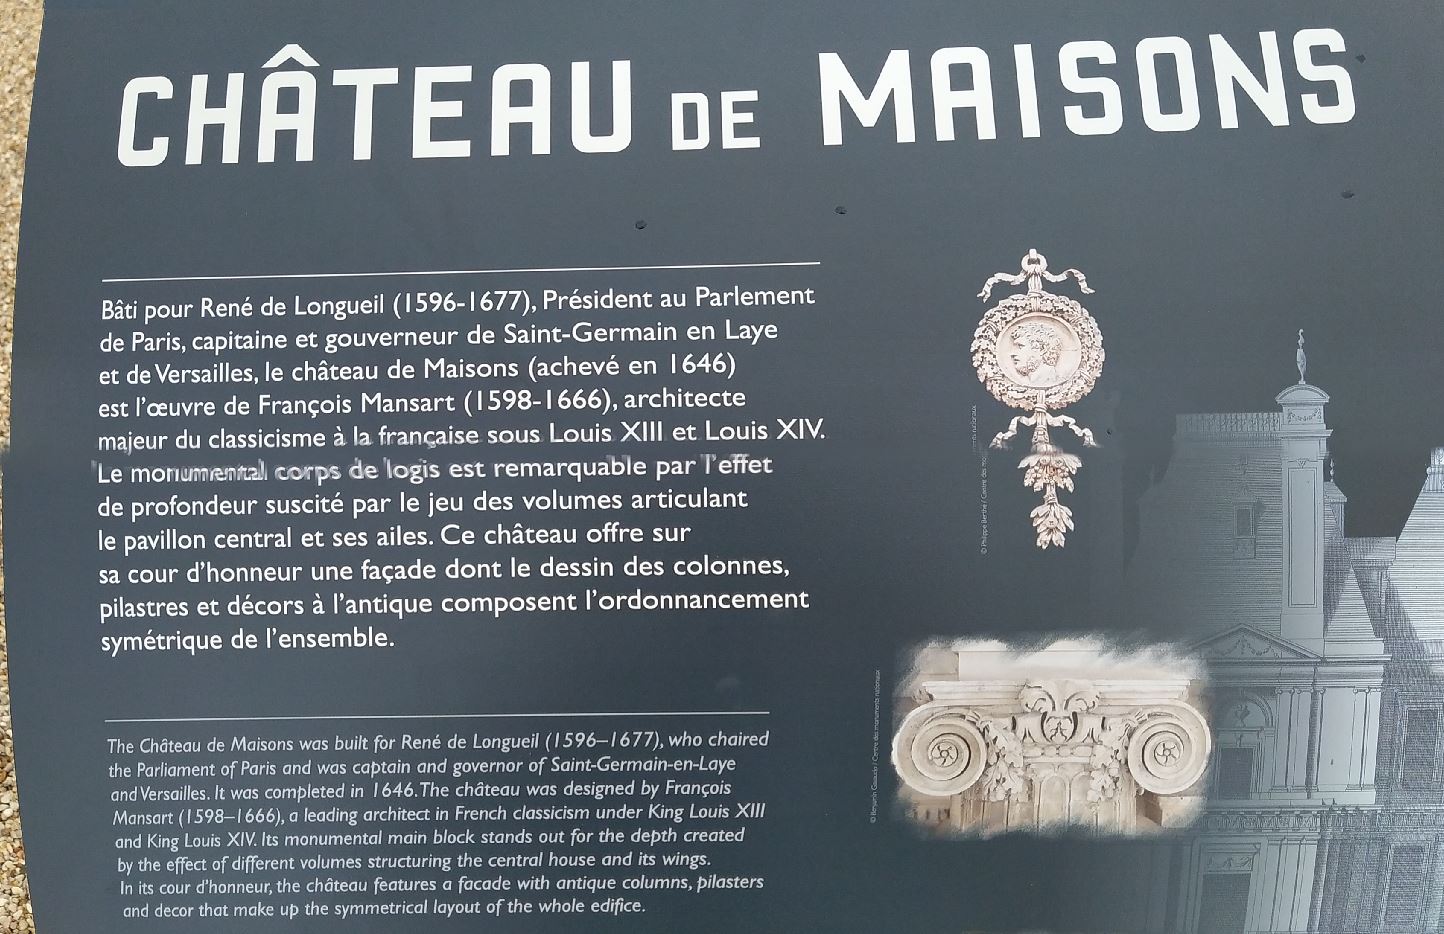 CHÂTEAU DE MAISONS
Bâti pour René de Longueil (1596-1677), Président au Parlement
de Paris, capitaine et gouverneur de Saint-Germain en Laye
et de Versailles, le château de Maisons (achevé en 1646)
est l'œuvre de François Mansart (1598-1666), architecte
majeur du classicisme à la française sous Louis XIII et Louis XIV.
Le monumental corps de logis est remarquable par l'effet
de profondeur suscité par le jeu des volumes articulant
le pavillon central et ses ailes. Ce château offre sur
sa cour d'honneur une façade dont le dessin des colonnes,
pilastres et décors à l'antique composent l'ordonnancement
symétrique de l'ensemble.
The Château de Maisons was built for René de Longueil (1596–1677), who chaired
the Parliament of Paris and was captain and governor of Saint-Germain-en-Laye
and Versailles. It was completed in 1646. The château was designed by François
Mansart (1598–1666), a leading architect in French classicism under King Louis XIII
and King Louis XIV. Its monumental main block stands out for the depth created
by the effect of different volumes structuring the central house and its wings.
In its cour d'honneur, the château features a facade with antique columns, pilasters
and decor that make up the symmetrical layout of the whole edifice.
© Philippe Berthé / Centre des
© Benjamin Gavaudo / Centre des monuments nationaux